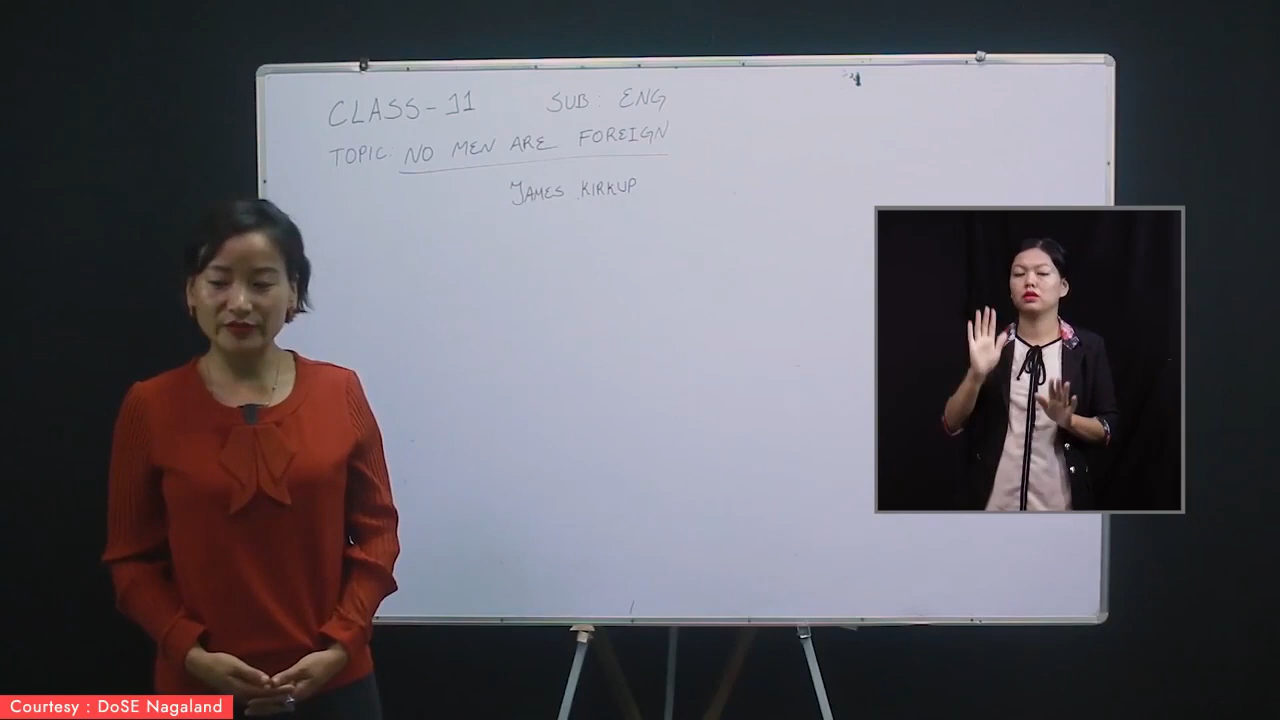 CLASS-11 SUB: ENG
TOPIC: NO MEN ARE FOREIGN
JAMES KIRKUP
Courtesy : DoSE Nagaland